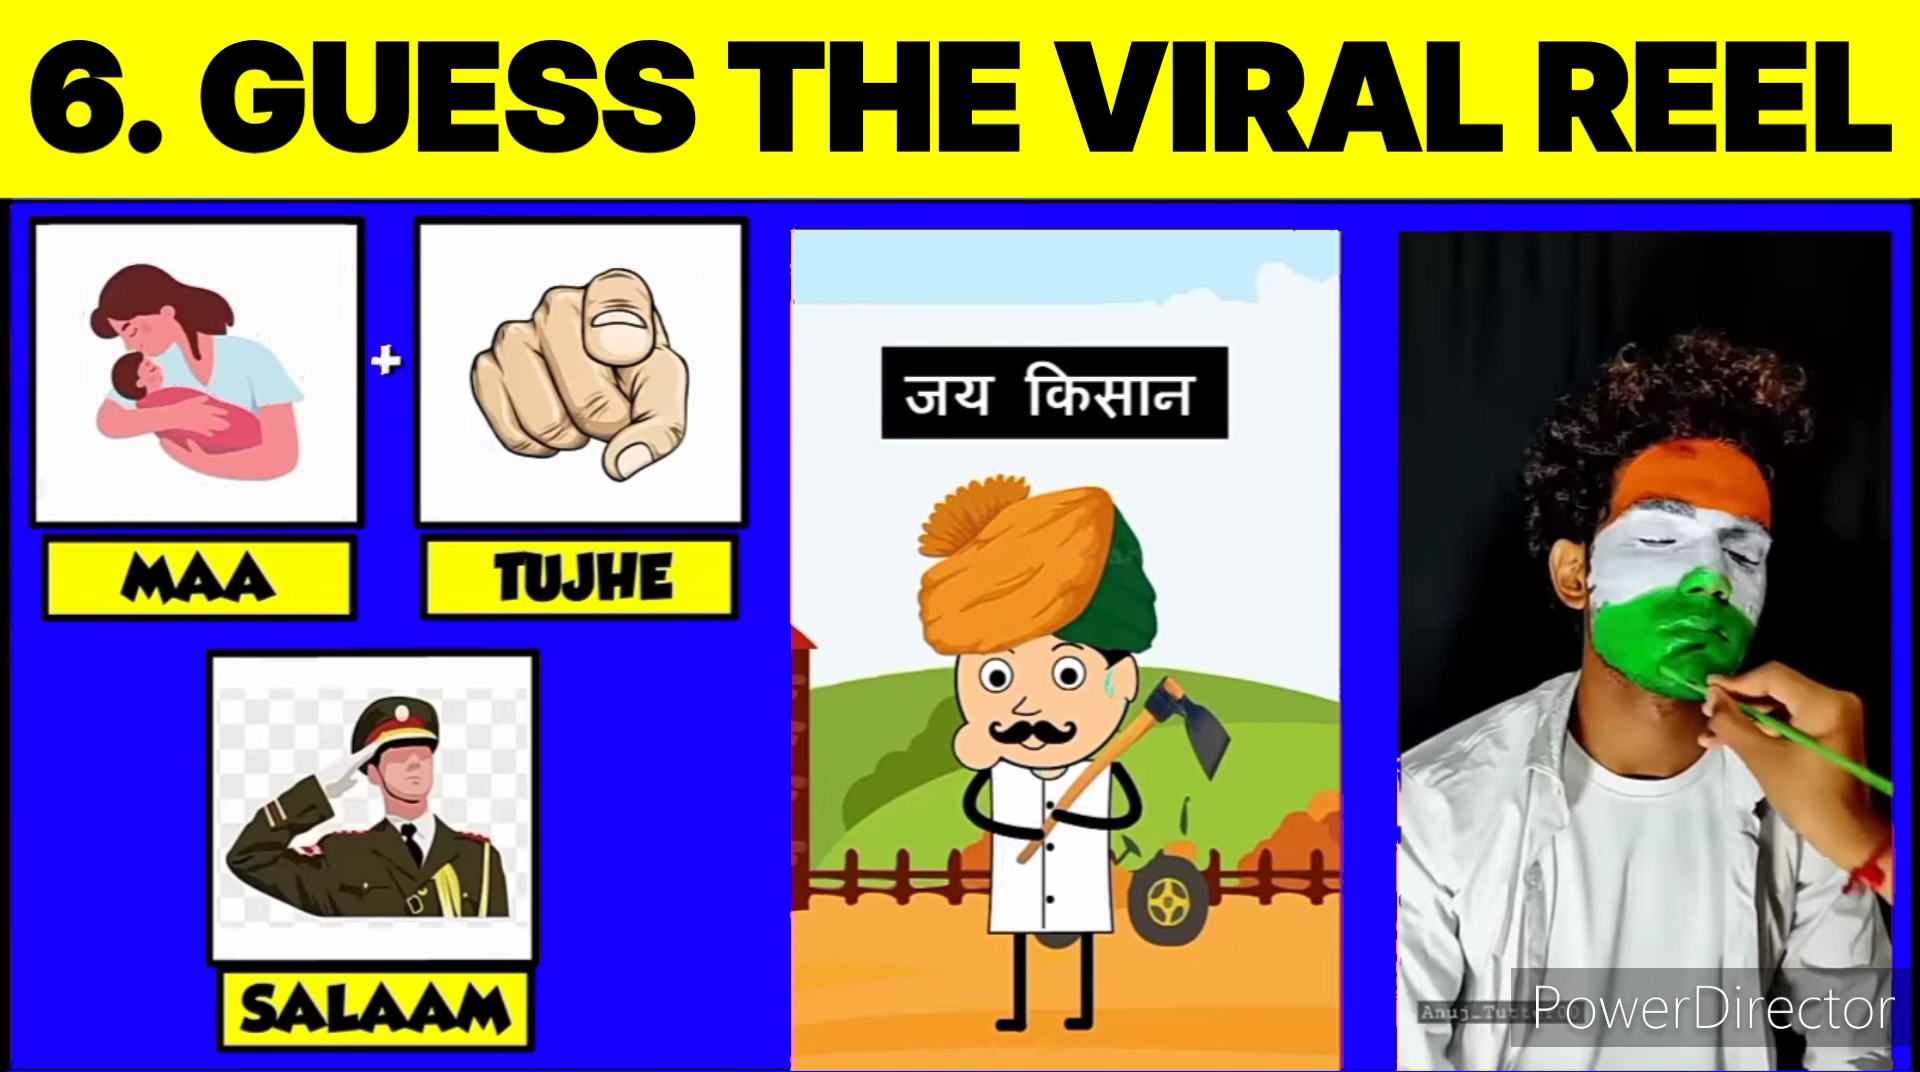 6. GUESS THE VIRAL REEL
MAA
+
TUJHE
SALAAM
जय किसान
PowerDirector